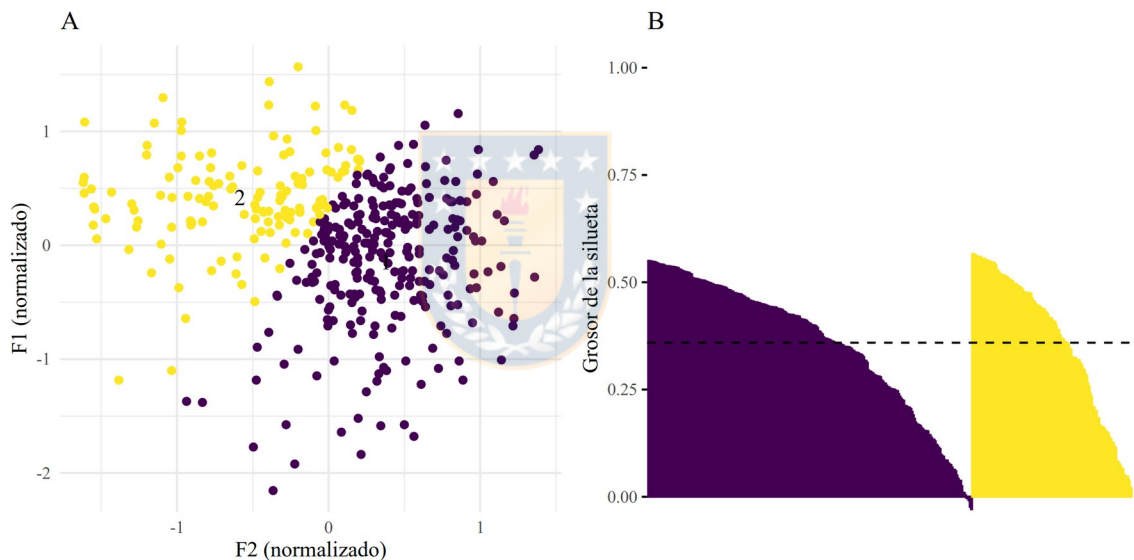 A
B
F1 (normalizado)
1
0
-1
-2
2
1
-1
0
1
F2 (normalizado)
Grosor de la silueta
1.00
0.75
0.50
0.25
0.00